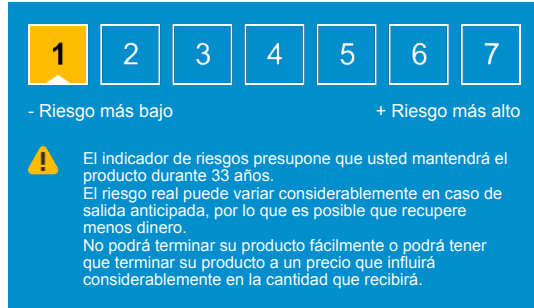 1 2 3 4 5 6 7
- Riesgo más bajo + Riesgo más alto
El indicador de riesgos presupone que usted mantendrá el
producto durante 33 años.
El riesgo real puede variar considerablemente en caso de
salida anticipada, por lo que es posible que recupere
menos dinero.
No podrá terminar su producto fácilmente o podrá tener
que terminar su producto a un precio que influirá
considerablemente en la cantidad que recibirá.